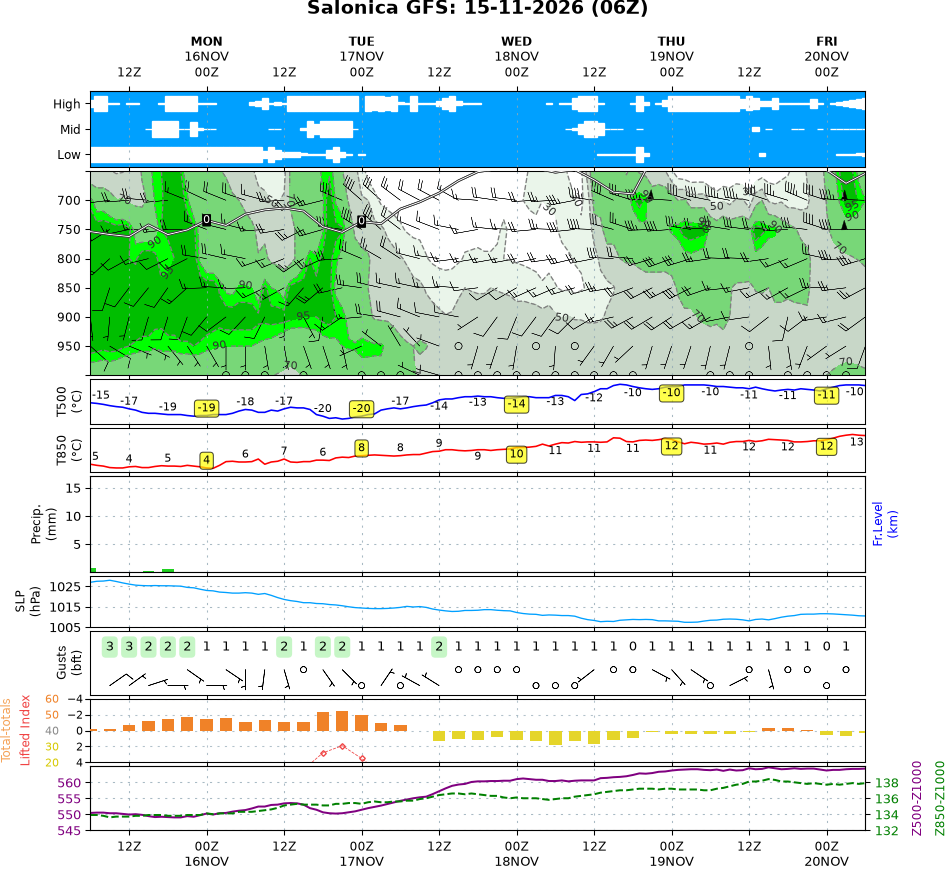 Salonica GFS: 15-11-2026 (06Z)
MON TUE WED THU FRI
16NOV 17NOV 18NOV 19NOV 20NOV
12Z 00Z 12Z 00Z 12Z 00Z 12Z 00Z 12Z 00Z
High
Mid
Low
700
750
800
850
900
950
0 0
90
90
95
90
95
50
70
30
50
30
50
95
90
70
70
T500
(°C)
-15 -17 -19 -19 -18 -17 -20 -20 -17 -14 -13 -14 -13 -12 -10 -10 -10 -11 -11 -10
T850
(°C)
5 4 5 4 6 7 6 8 8 9 9 10 11 11 11 12 11 12 12 12 13
Precip.
(mm)
15
10
5
Fr.Level
(km)
SLP
(hPa)
1025
1015
1005
Gusts
(bft)
3 3 2 2 2 1 1 1 1 2 1 2 2 1 1 1 1 2 1 1 1 1 1 1 1 1 1 0 1 1 1 1 1 1 1 1 1 0 1
Total-totals
Lifted Index
60 −4
50 −2
40 0
30 2
20 4
560
555
550
545
138
136
134
132
Z500-Z1000
Z850-Z1000
12Z 00Z 12Z 00Z 12Z 00Z 12Z 00Z 12Z 00Z
16NOV 17NOV 18NOV 19NOV 20NOV